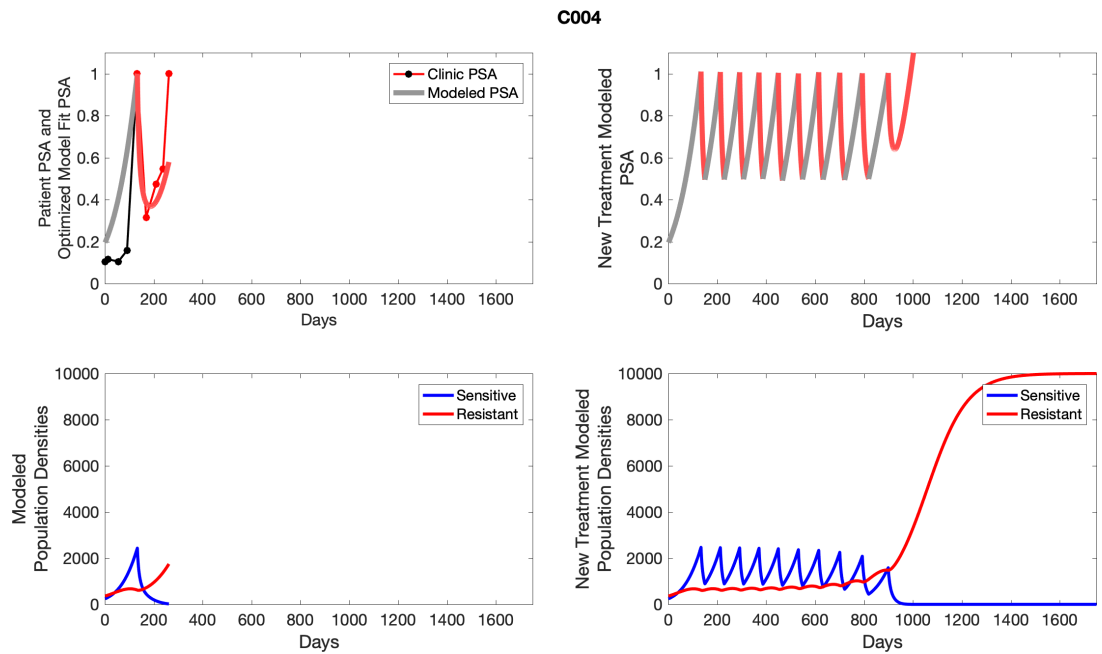 C004
Patient PSA and
Optimized Model Fit PSA
1
0.8
0.6
0.4
0.2
0
0 200 400 600 800 1000 1200 1400 1600
Days
Clinic PSA
Modeled PSA
New Treatment Modeled
PSA
1
0.8
0.6
0.4
0.2
0
0 200 400 600 800 1000 1200 1400 1600
Days
Modeled
Population Densities
10000
8000
6000
4000
2000
0
0 200 400 600 800 1000 1200 1400 1600
Days
Sensitive
Resistant
New Treatment Modeled
Population Densities
10000
8000
6000
4000
2000
0
0 200 400 600 800 1000 1200 1400 1600
Days
Sensitive
Resistant